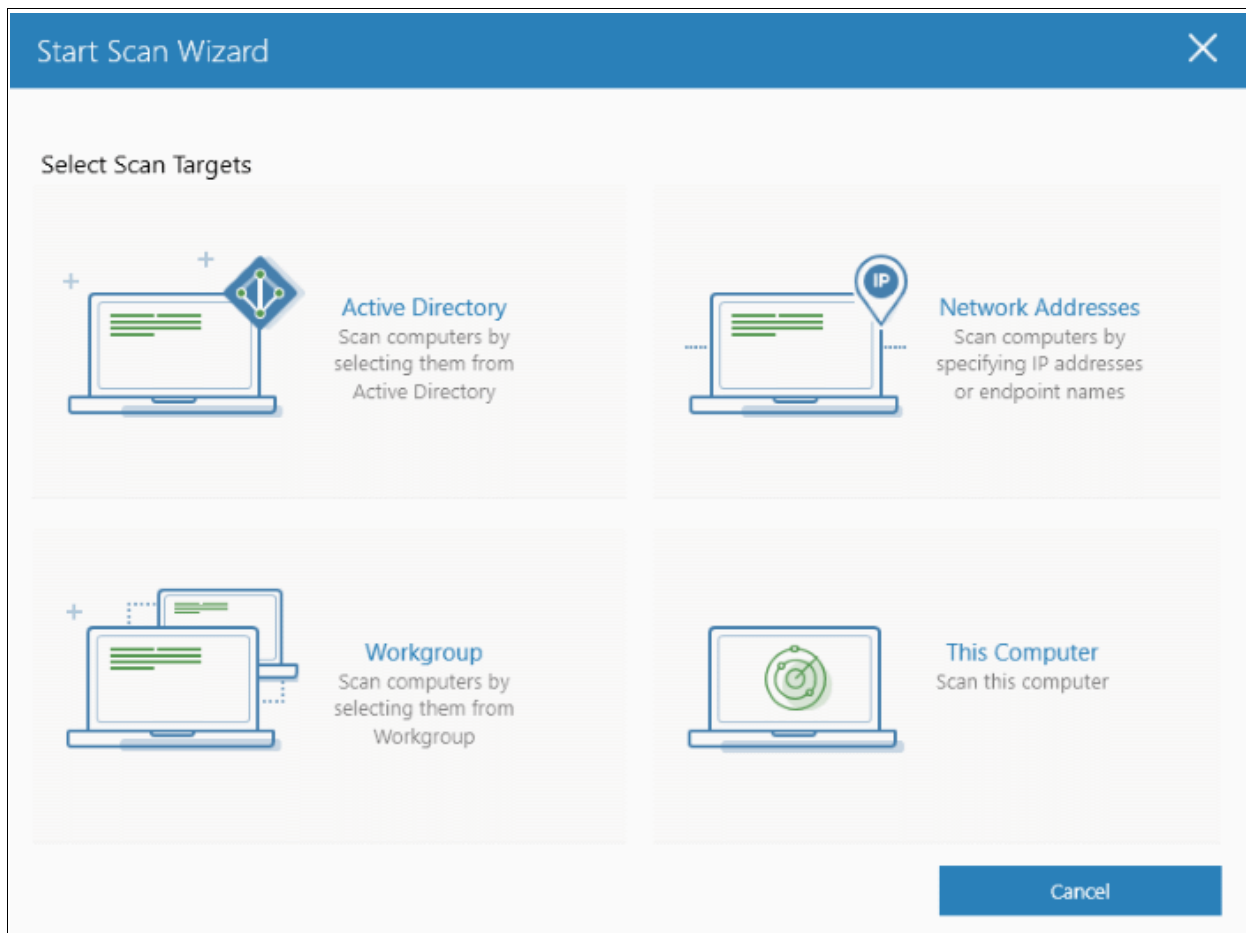 Start Scan Wizard
Select Scan Targets
Active Directory
Scan computers by
selecting them from
Active Directory
IP
Network Addresses
Scan computers by
specifying IP addresses
or endpoint names
Workgroup
Scan computers by
selecting them from
Workgroup
This Computer
Scan this computer
Cancel